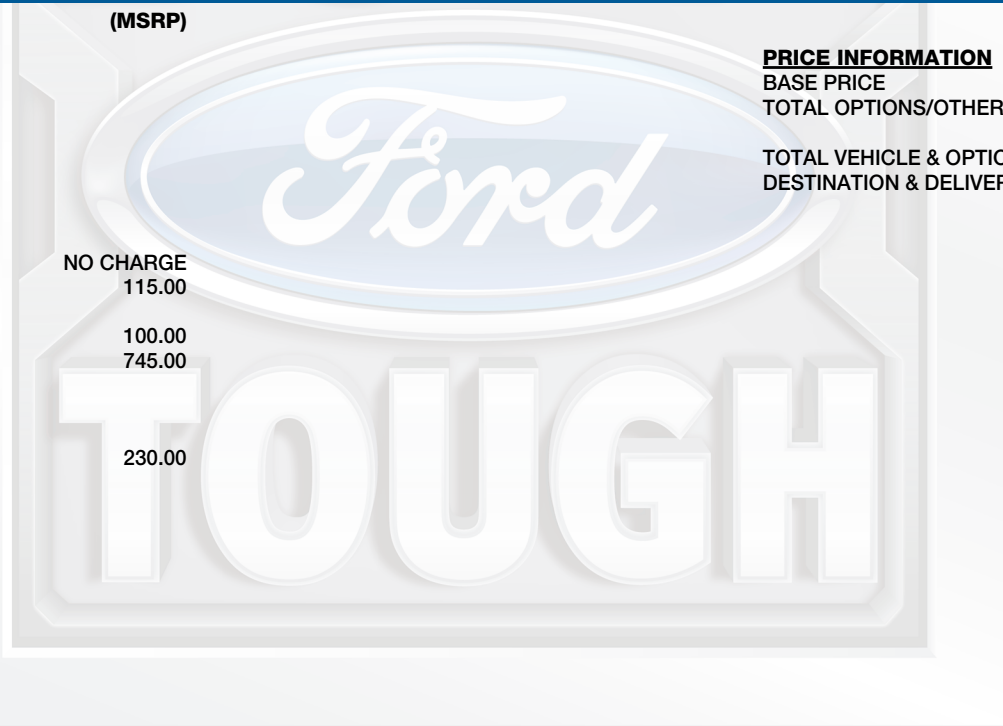 (MSRP)
PRICE INFORMATION
BASE PRICE
TOTAL OPTIONS/OTHER
TOTAL VEHICLE & OPTIO
DESTINATION & DELIVER
NO CHARGE
115.00
100.00
745.00
230.00
Ford
TOUGH